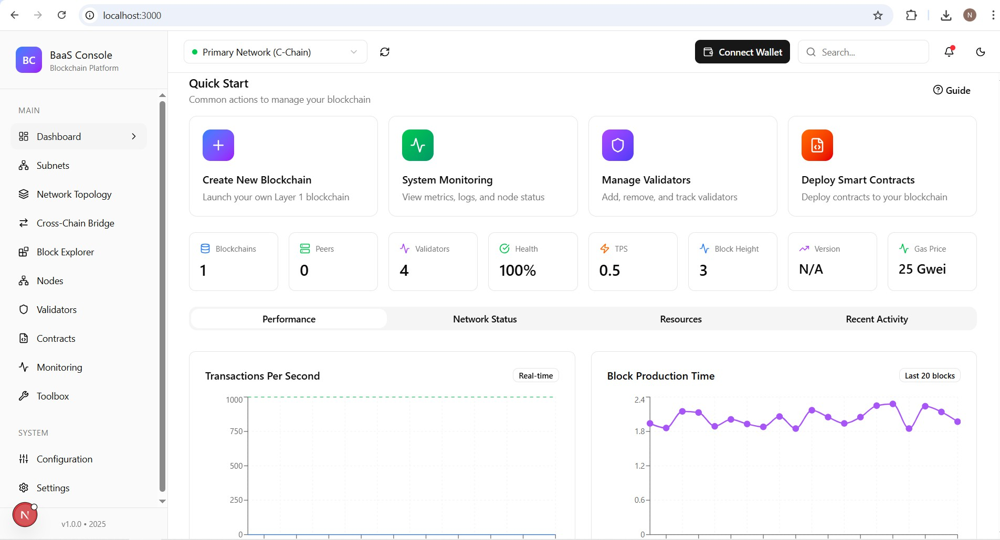 localhost:3000
N
BC
BaaS Console
Blockchain Platform
Primary Network (C-Chain)
Connect Wallet
Search...
MAIN
Dashboard
Subnets
Network Topology
Cross-Chain Bridge
Block Explorer
Nodes
Validators
Contracts
Monitoring
Toolbox
SYSTEM
Configuration
Settings
N
v1.0.0 • 2025
Quick Start
Common actions to manage your blockchain
Guide
Create New Blockchain
Launch your own Layer 1 blockchain
System Monitoring
View metrics, logs, and node status
Manage Validators
Add, remove, and track validators
Deploy Smart Contracts
Deploy contracts to your blockchain
Blockchains
1
Peers
0
Validators
4
Health
100%
TPS
0.5
Block Height
3
Version
N/A
Gas Price
25 Gwei
Performance
Network Status
Resources
Recent Activity
Transactions Per Second
Real-time
1000
750
500
250
0
Block Production Time
Last 20 blocks
2.4
1.8
1.2
0.6
0